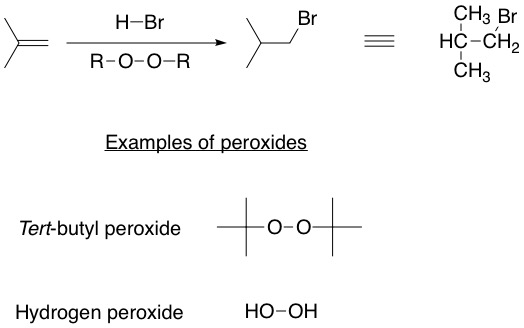 H–Br
R–O–O–R
Br
CH3 Br
HC–CH2
CH3
Examples of peroxides
Tert-butyl peroxide
O–O
Hydrogen peroxide
HO–OH